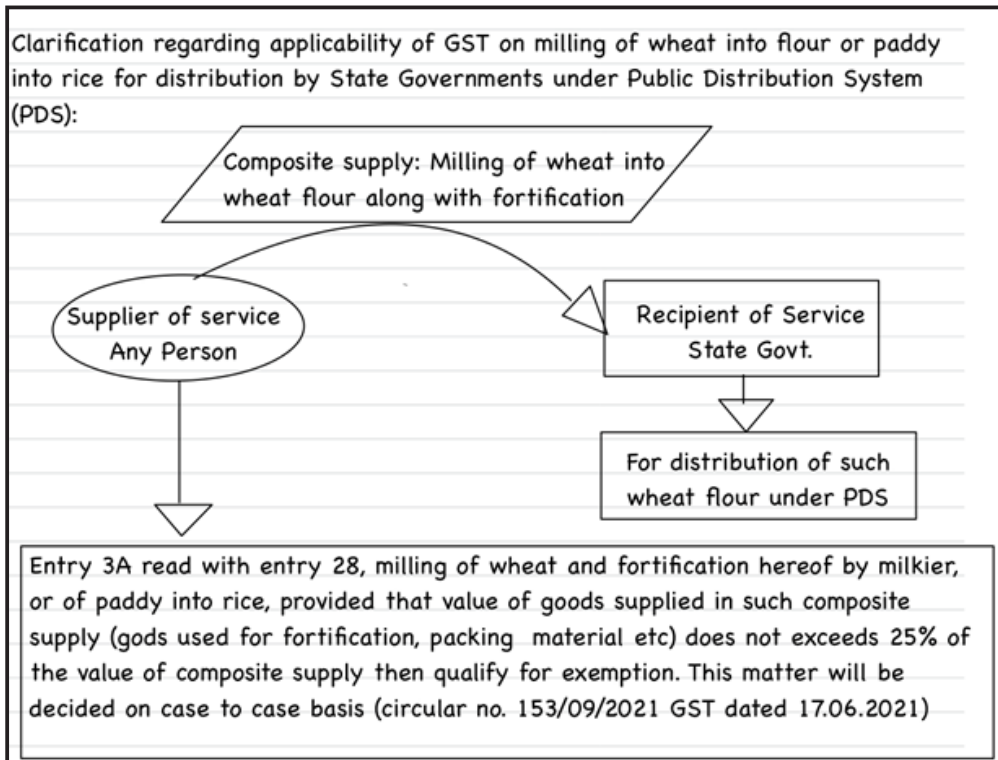 Clarification regarding applicability of GST on milling of wheat into flour or paddy
into rice for distribution by State Governments under Public Distribution System
(PDS):
Composite supply: Milling of wheat into
wheat flour along with fortification
Supplier of service
Any Person
Recipient of Service
State Govt.
For distribution of such
wheat flour under PDS
Entry 3A read with entry 28, milling of wheat and fortification hereof by milkier,
or of paddy into rice, provided that value of goods supplied in such composite
supply (gods used for fortification, packing material etc) does not exceeds 25% of
the value of composite supply then qualify for exemption. This matter will be
decided on case to case basis (circular no. 153/09/2021 GST dated 17.06.2021)